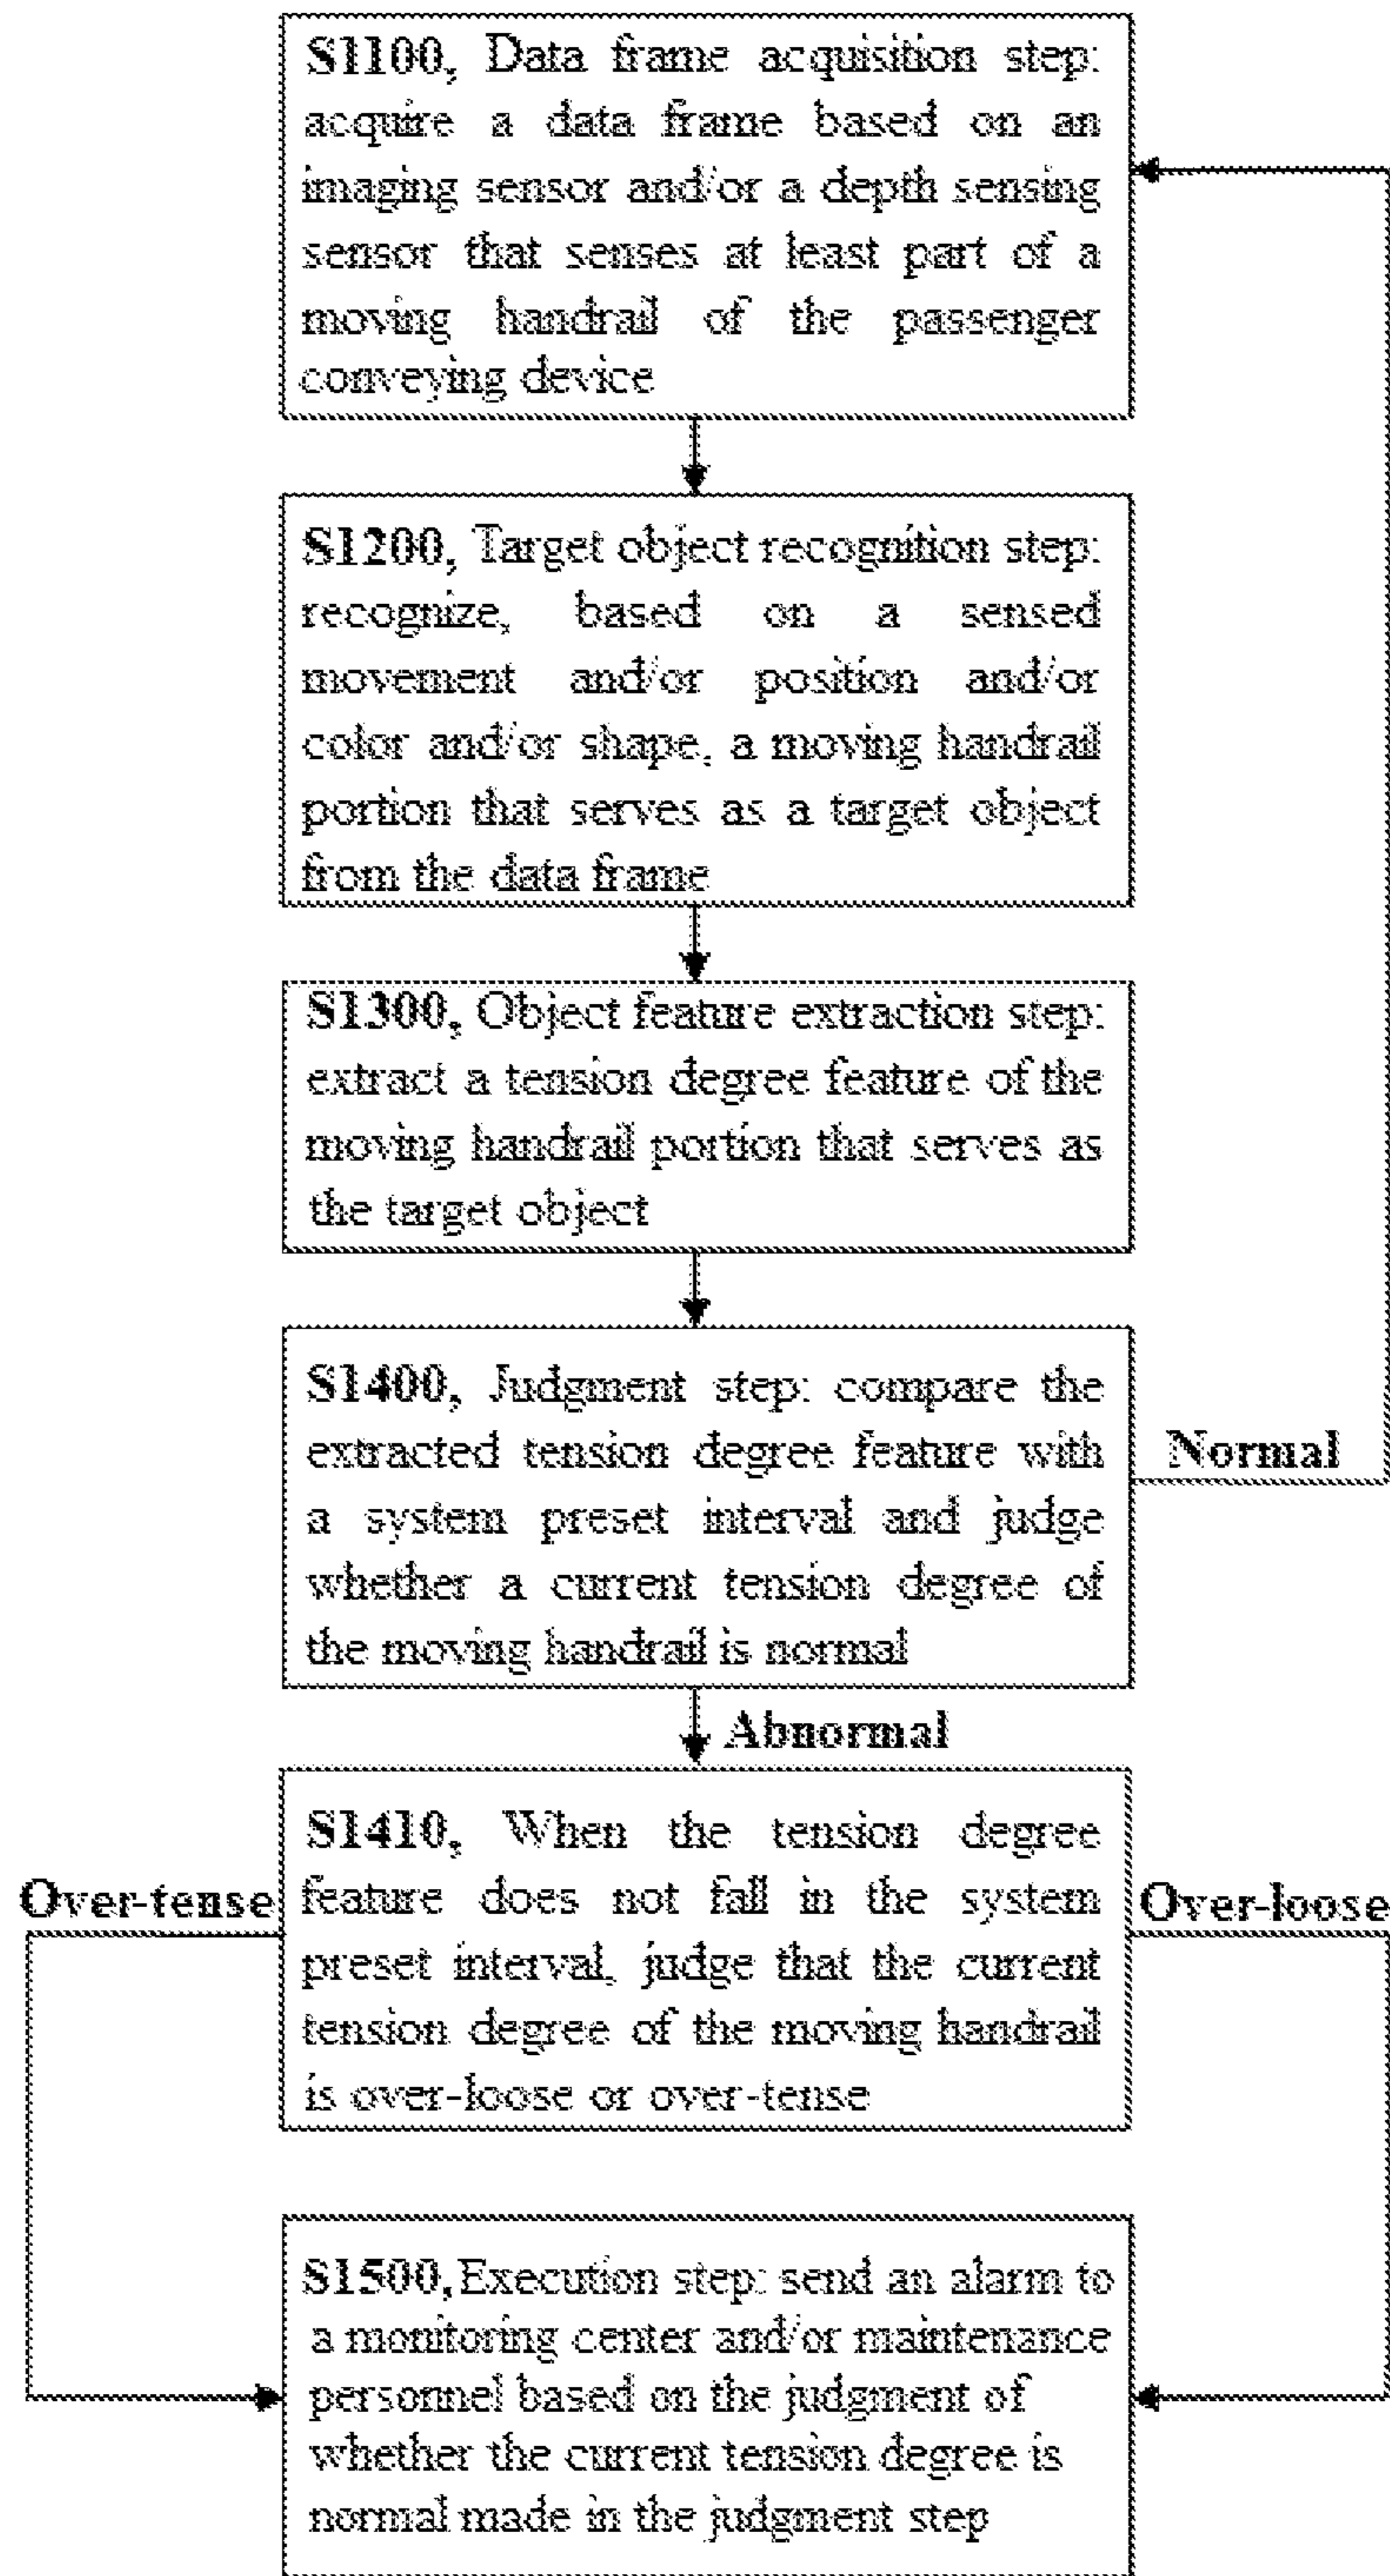 S1100, Data frame acquisition step:
acquire a data frame based on an
imaging sensor and/or a depth sensing
sensor that senses at least part of a
moving handrail of the passenger
conveying device
S1200, Target object recognition step:
recognize, based on a sensed
movement and/or position and/or
color and/or shape, a moving handrail
portion that serves as a target object
from the data frame
S1300, Object feature extraction step:
extract a tension degree feature of the
moving handrail portion that serves as
the target object
S1400, Judgment step: compare the
extracted tension degree feature with
a system preset interval and judge
whether a current tension degree of
the moving handrail is normal
Normal
Abnormal
S1410, When the tension degree
feature does not fall in the system
preset interval, judge that the current
tension degree of the moving handrail
is over-loose or over-tense
Over-tense
Over-loose
S1500, Execution step: send an alarm to
a monitoring center and/or maintenance
personnel based on the judgment of
whether the current tension degree is
normal made in the judgment step